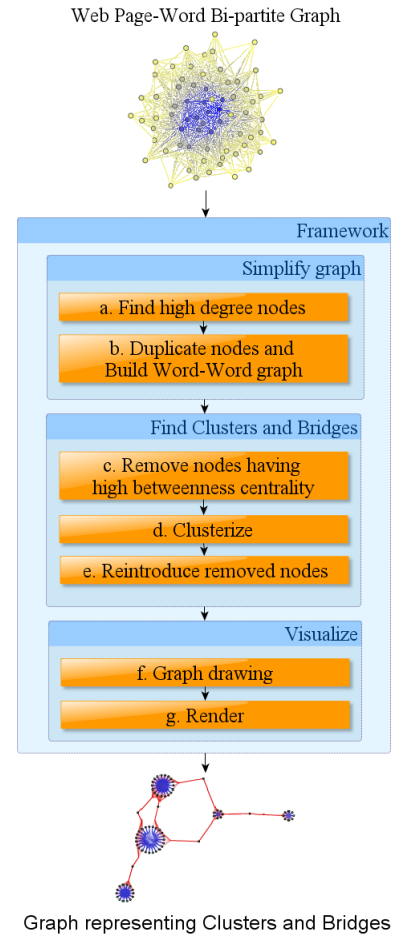 Web Page-Word Bi-partite Graph
Framework
Simplify graph
a. Find high degree nodes
b. Duplicate nodes and
Build Word-Word graph
Find Clusters and Bridges
c. Remove nodes having
high betweenness centrality
d. Clusterize
e. Reintroduce removed nodes
Visualize
f. Graph drawing
g. Render
Graph representing Clusters and Bridges